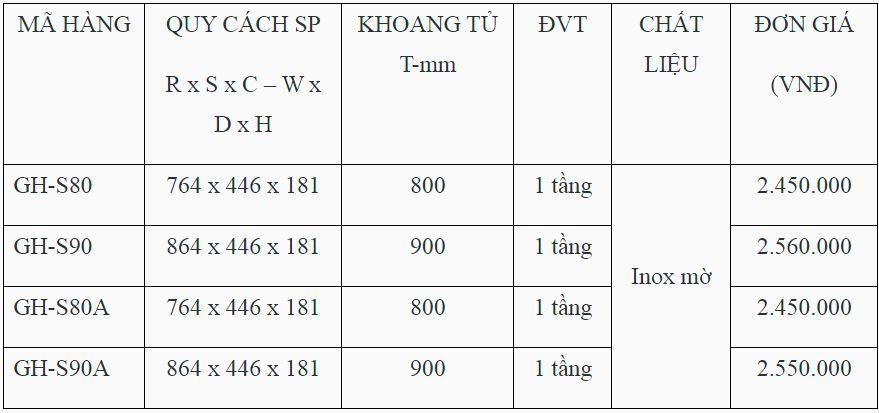 MÃ HÀNG QUY CÁCH SP KHOANG TỦ ĐVT CHẤT ĐƠN GIÁ
T-mm LIỆU
R x S x C – W x (VNĐ)
D x H
GH-S80 764 x 446 x 181 800 1 tầng 2.450.000
GH-S90 864 x 446 x 181 900 1 tầng 2.560.000
Inox mờ
GH-S80A 764 x 446 x 181 800 1 tầng 2.450.000
GH-S90A 864 x 446 x 181 900 1 tầng 2.550.000